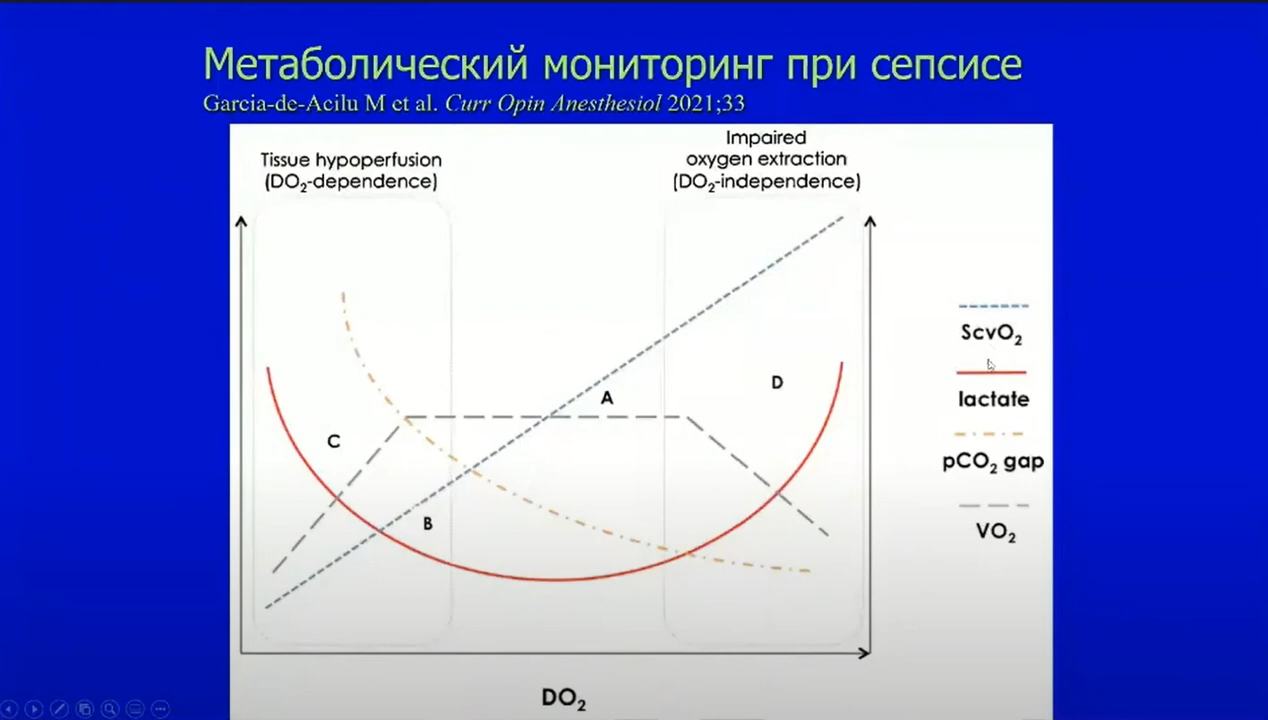 Метаболический мониторинг при сепсисе
Garcia-de-Acilu M et al. Curr Opin Anesthesiol 2021;33
Tissue hypoperfusion
(DO₂-dependence)
Impaired
oxygen extraction
(DO₂-independence)
A
B
C
D
ScvO₂
lactate
pCO₂ gap
VO₂
DO₂